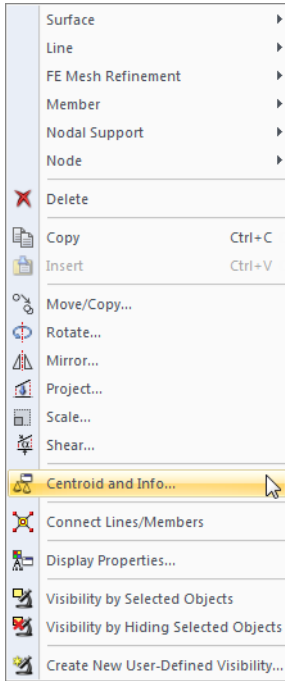 Surface
Line
FE Mesh Refinement
Member
Nodal Support
Node
Delete
Copy Ctrl+C
Insert Ctrl+V
Move/Copy...
Rotate...
Mirror...
Project...
Scale...
Shear...
Centroid and Info...
Connect Lines/Members
Display Properties...
Visibility by Selected Objects
Visibility by Hiding Selected Objects
Create New User-Defined Visibility...